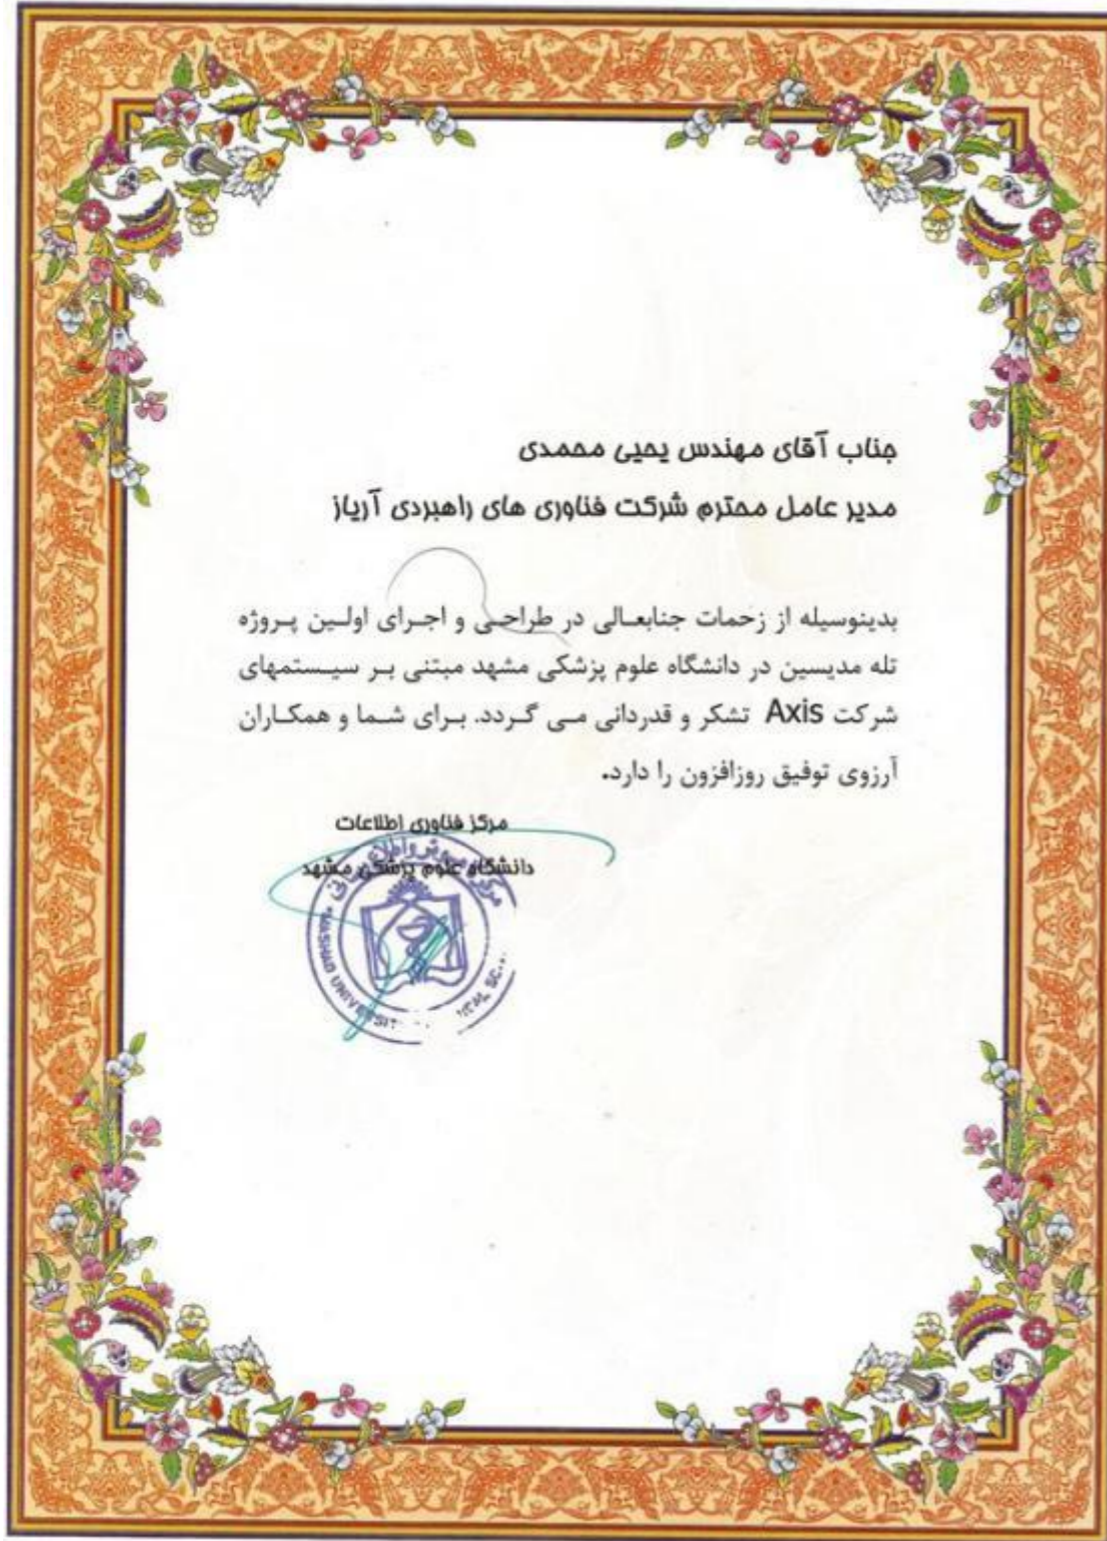 جناب آقای مهندس یحیی محمدی
مدیر عامل محترم شرکت فناوری های راهبردی آریاز
بدینوسیله از زحمات جنابعالی در طراحی و اجرای اولین پروژه
تله مدیسین در دانشگاه علوم پزشکی مشهد مبتنی بر سیستمهای
شرکت Axis تشکر و قدردانی می گردد. برای شما و همکاران
آرزوی توفیق روزافزون را دارد.
مرکز فناوری اطلاعات
دانشگاه علوم پزشکی مشهد
MASHHAD